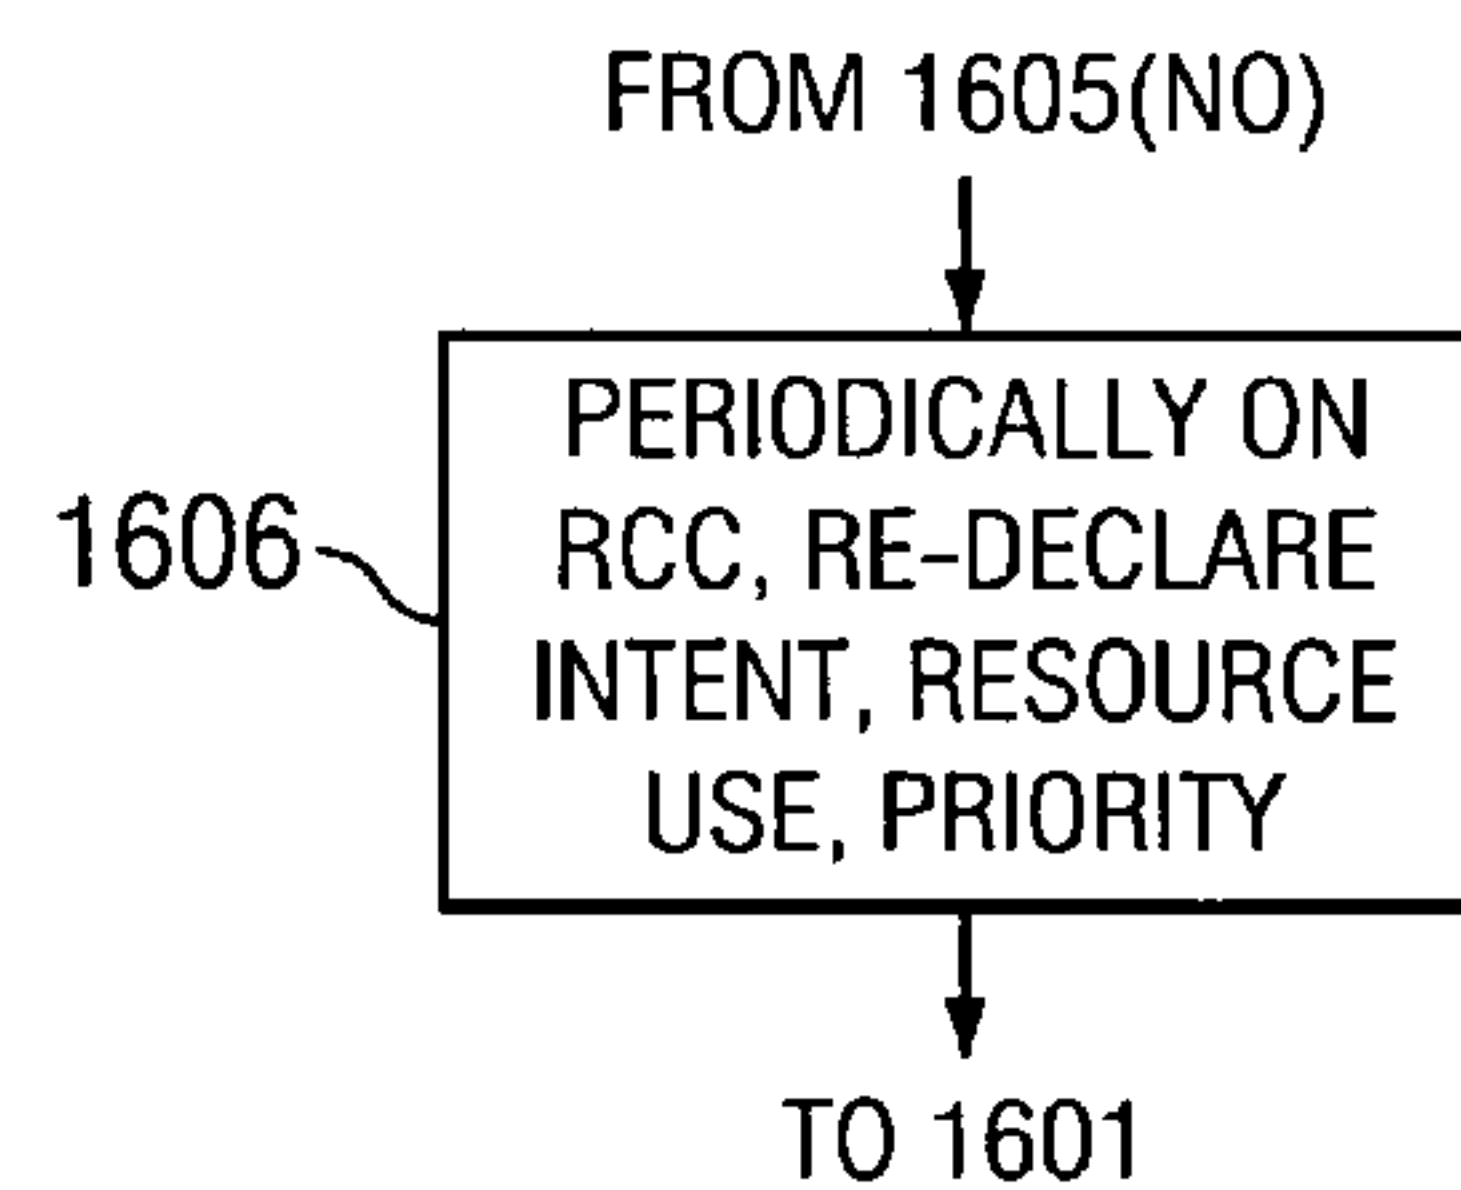 FROM 1605(NO)
PERIODICALLY ON
1606
RCC, RE-DECLARE
INTENT, RESOURCE
USE, PRIORITY
TO 1601